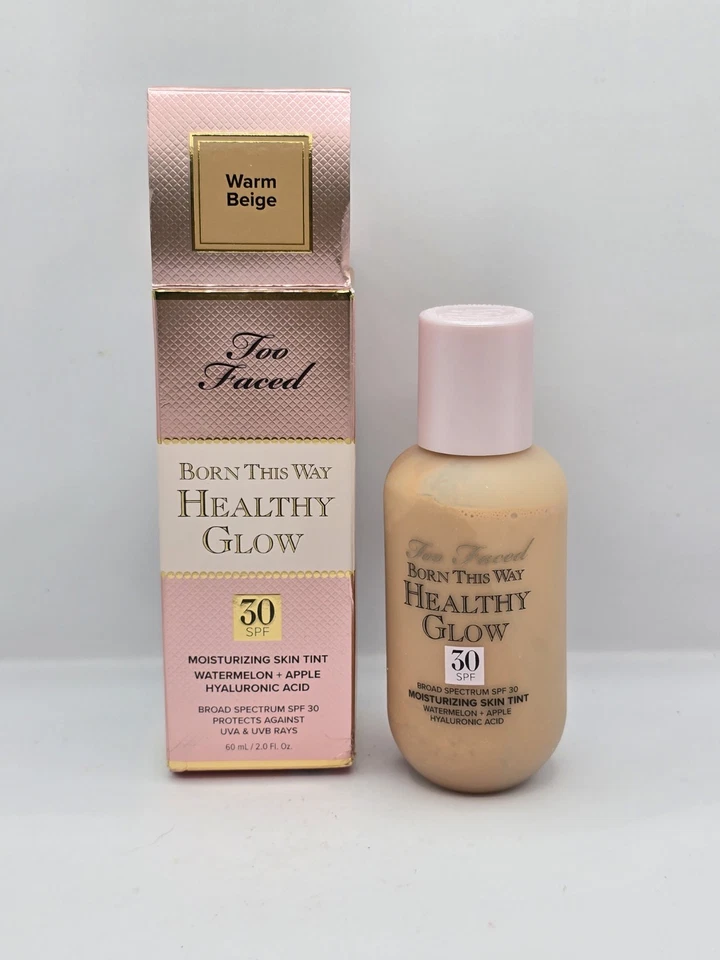 Warm
Beige
Too
Faced
BORN THIS WAY
HEALTHY
GLOW
30
SPF
MOISTURIZING SKIN TINT
WATERMELON + APPLE
HYALURONIC ACID
BROAD SPECTRUM SPF 30
PROTECTS AGAINST
UVA & UVB RAYS
60 mL / 2.0 Fl. Oz.
Too Faced
BORN THIS WAY
HEALTHY
GLOW
30
SPF
BROAD SPECTRUM SPF 30
MOISTURIZING SKIN TINT
WATERMELON + APPLE
HYALURONIC ACID